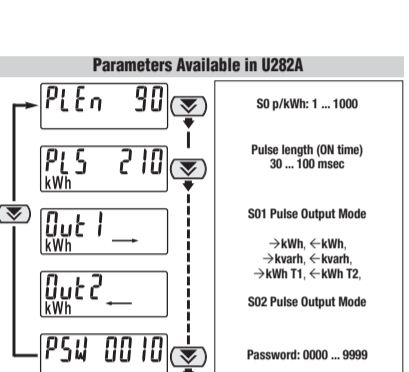 Parameters Available in U282A
PLEn 90
S0 p/kWh: 1 ... 1000
PLS 210
kWh
Pulse length (ON time)
30 ... 100 msec
Out 1 →
kWh
S01 Pulse Output Mode
→kWh, ←kWh,
→kvarh, ←kvarh,
→kWh T1, ←kWh T2,
Out2 ←
kWh
S02 Pulse Output Mode
PSW 0010
Password: 0000 ... 9999